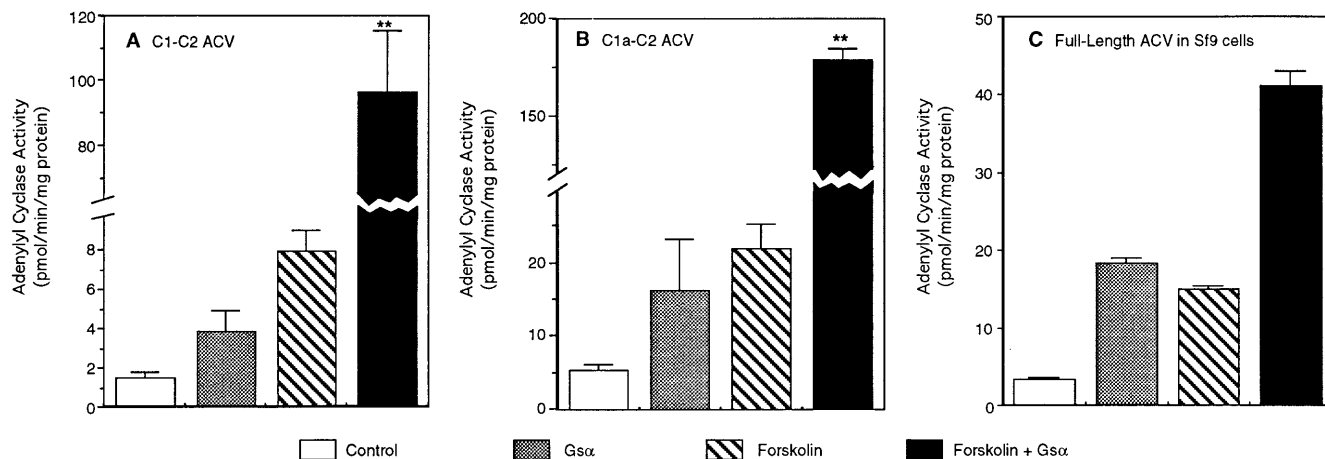 A C1-C2 ACV
Adenylyl Cyclase Activity
(pmol/min/mg protein)
120
100
80
8
6
4
2
0
**
B C1a-C2 ACV
Adenylyl Cyclase Activity
(pmol/min/mg protein)
200
150
20
10
0
**
C Full-Length ACV in Sf9 cells
Adenylyl Cyclase Activity
(pmol/min/mg protein)
50
40
30
20
10
00
Control
Gsα
Forskolin
Forskolin + Gsα